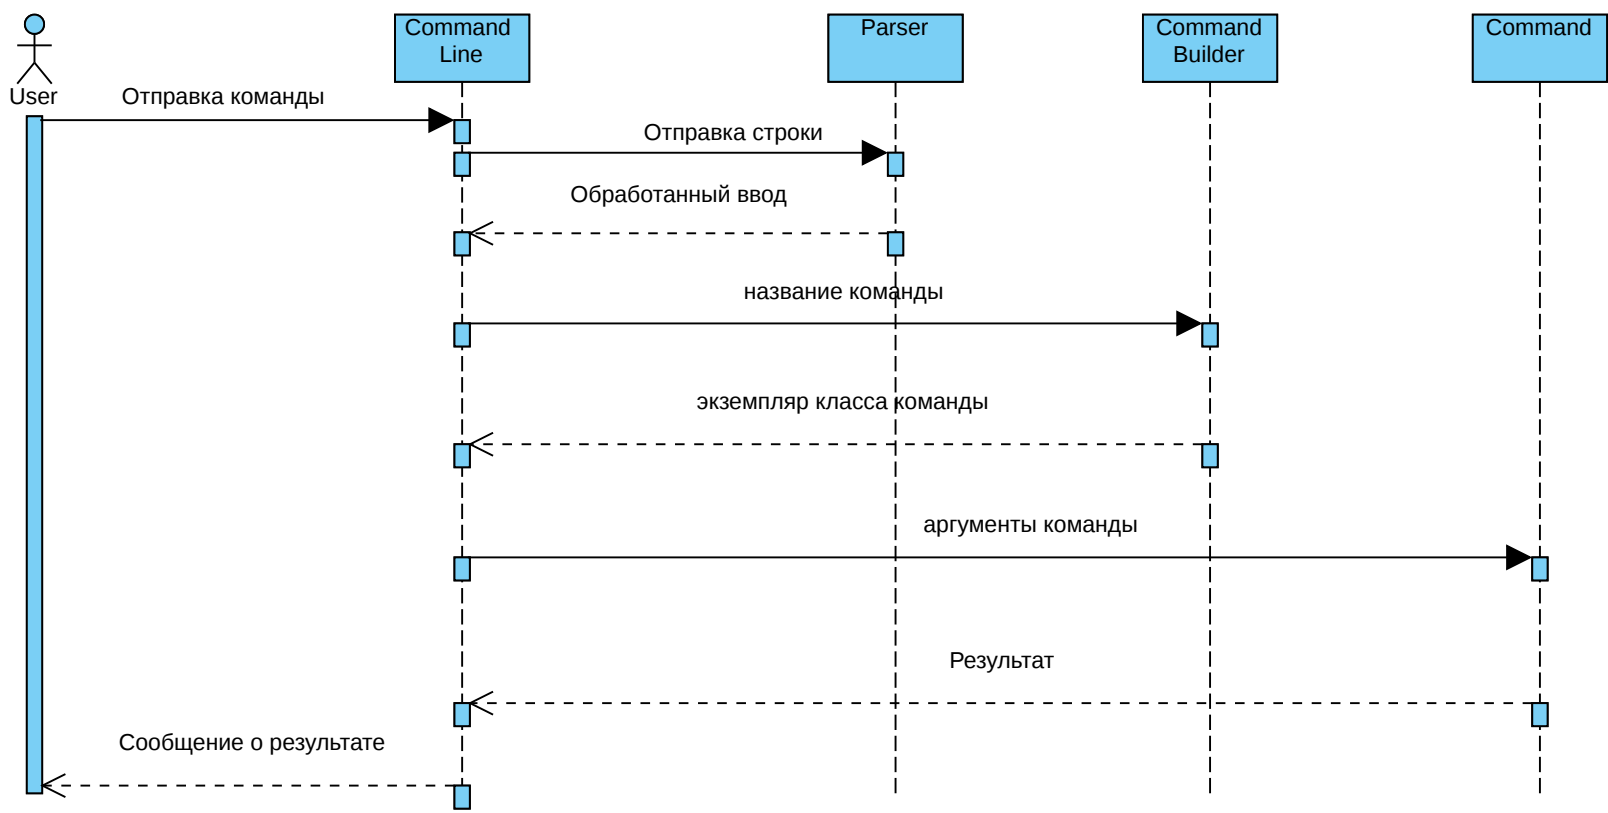 User
Command
Line
Parser
Command
Builder
Command
Отправка команды
Отправка строки
Обработанный ввод
название команды
экземпляр класса команды
аргументы команды
Результат
Сообщение о результате